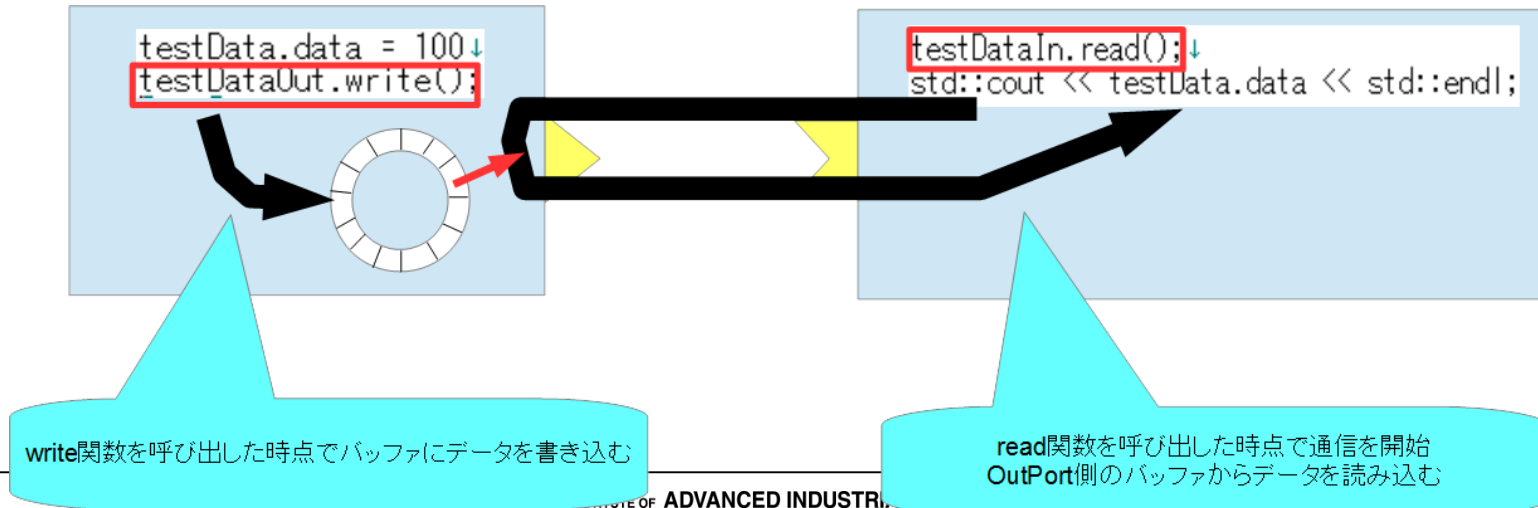 testData.data = 100↓
testDataOut.write();
testDataIn.read();↓
std::cout << testData.data << std::endl;
write関数を呼び出した時点でバッファにデータを書き込む
read関数を呼び出した時点で通信を開始
OutPort側のバッファからデータを読み込む
OF ADVANCED